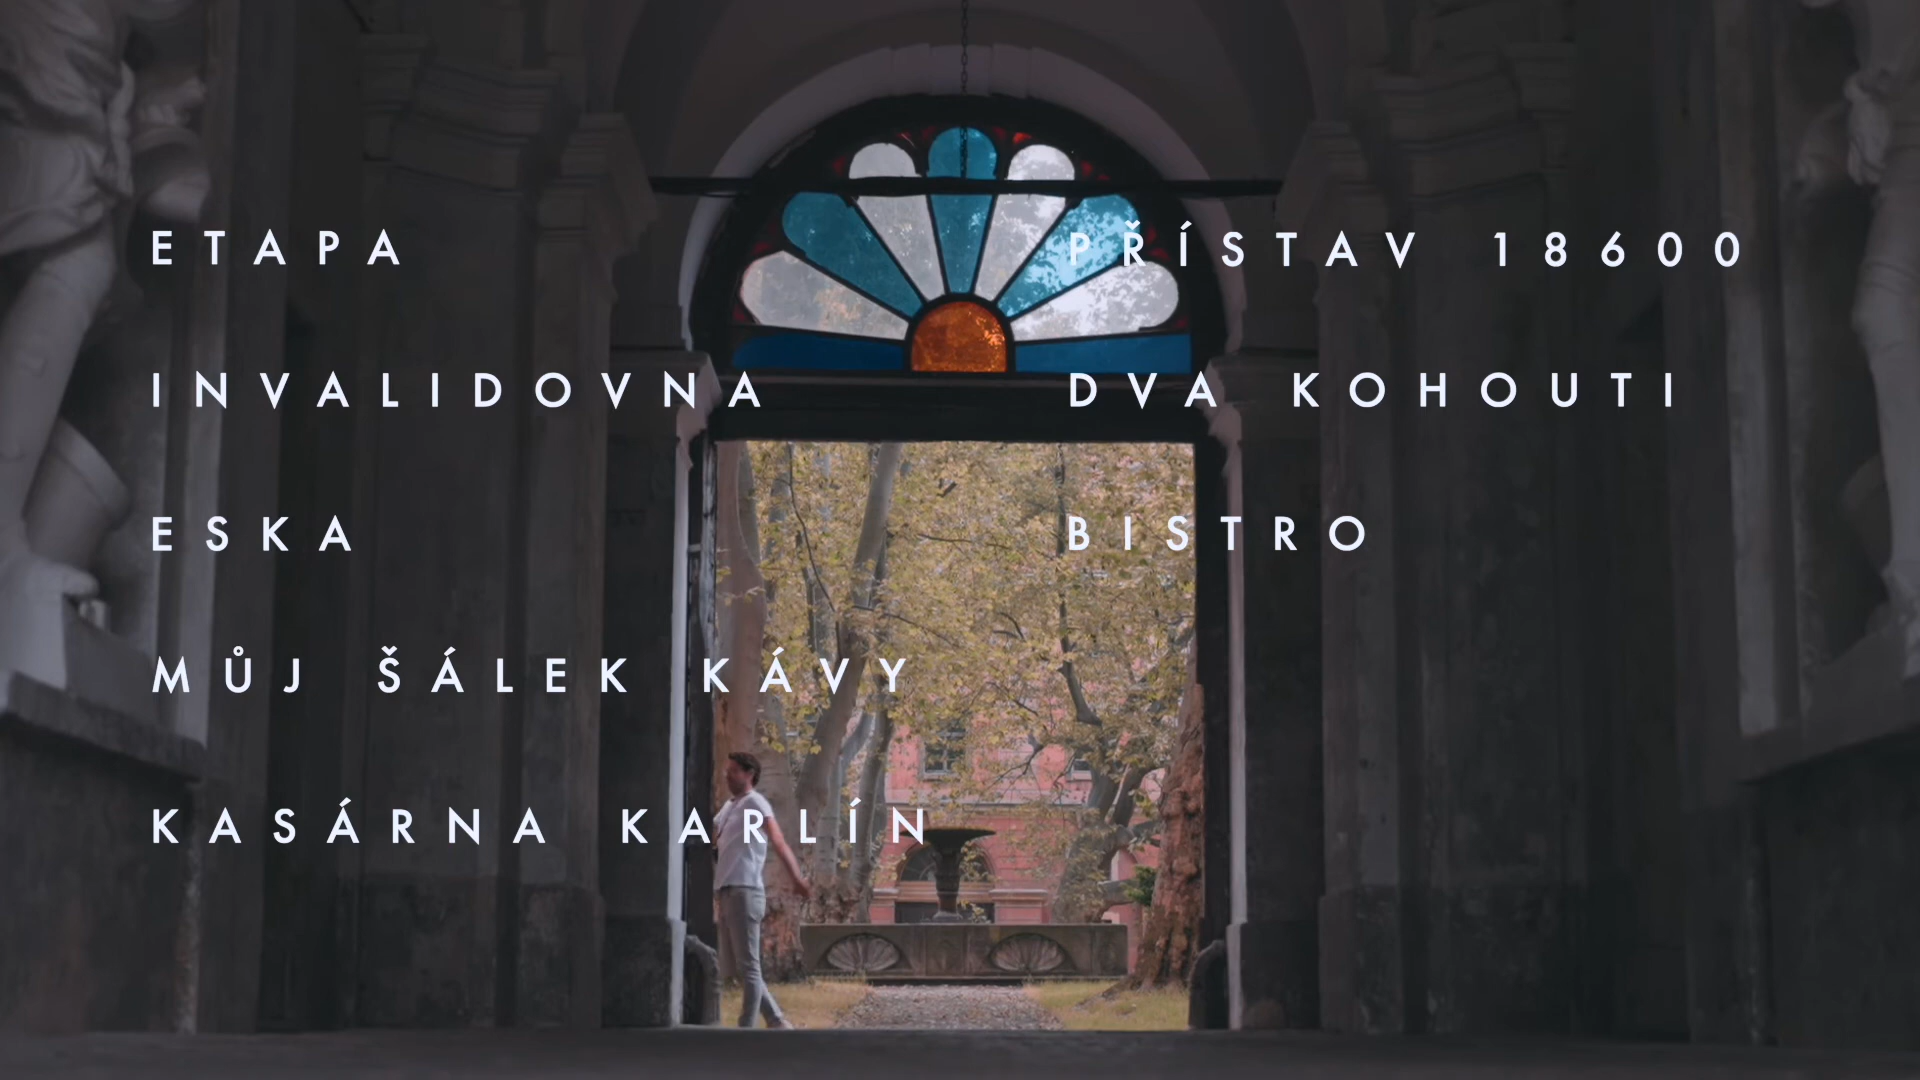 ETAPA
INVALIDOVNA
ESKA
MŮJ ŠÁLEK KÁVY
KASÁRNA KARLÍN
PŘÍSTAV 18600
DVA KOHOUTI
BISTRO